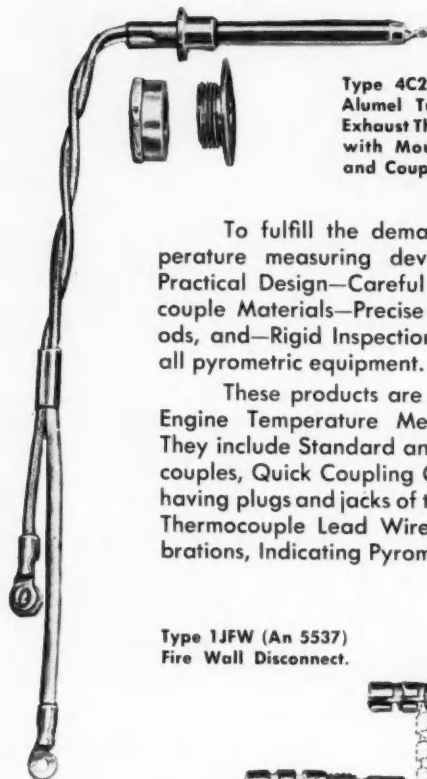 Type 4C2
Alumel Tu
Exhaust Th
with Mou
and Coup
To fulfill the dema
perature measuring dev
Practical Design—Careful
couple Materials—Precise
ods, and—Rigid Inspection
all pyrometric equipment.
These products are
Engine Temperature Me
They include Standard an
couples, Quick Coupling C
having plugs and jacks of t
Thermocouple Lead Wire
brations, Indicating Pyrom
Type 1JFW (An 5537)
Fire Wall Disconnect.